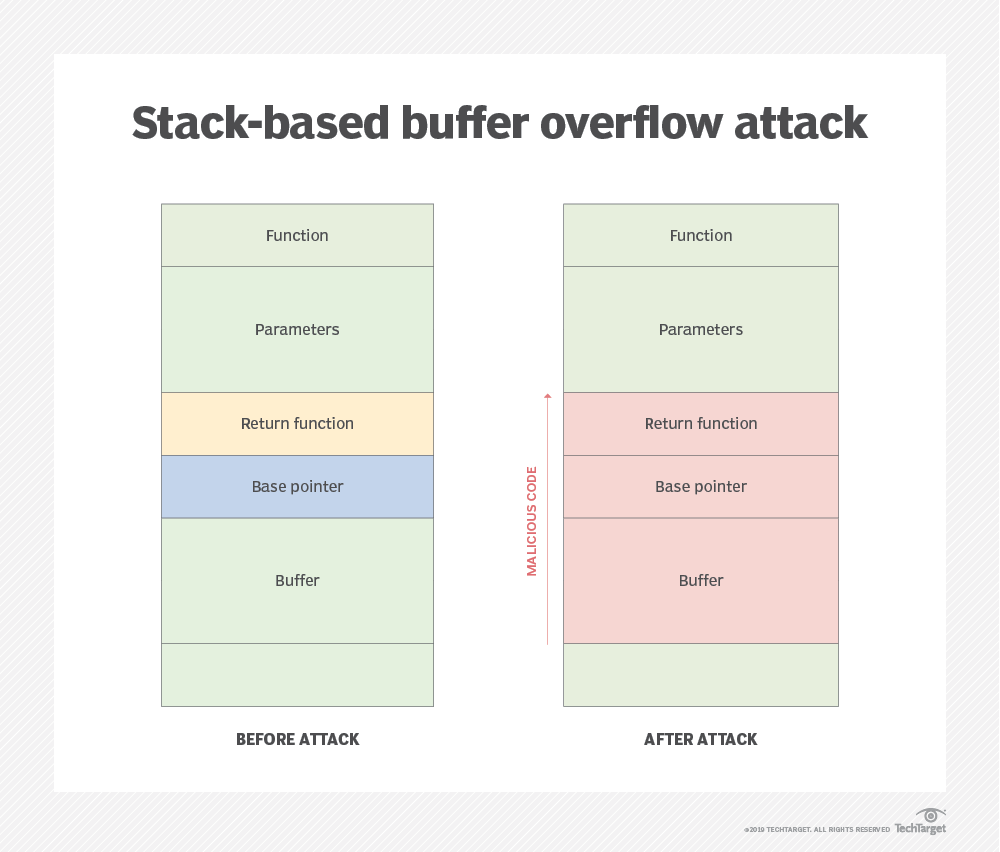 Stack-based buffer overflow attack
Function
Parameters
Return function
Base pointer
Buffer
BEFORE ATTACK
MALICIOUS CODE
Function
Parameters
Return function
Base pointer
Buffer
AFTER ATTACK
©2019 TECHTARGET. ALL RIGHTS RESERVED TechTarget